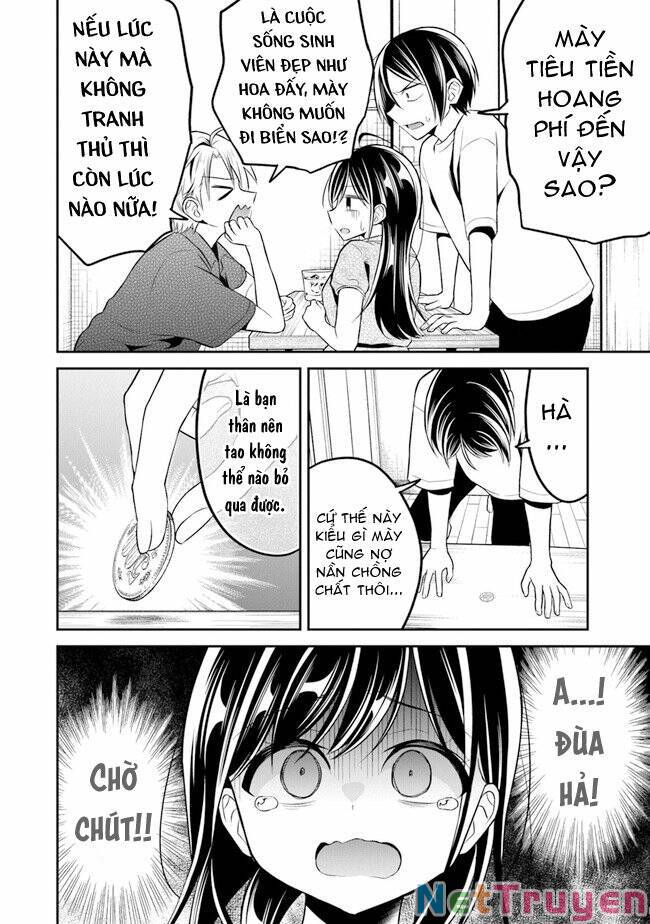 MÀY
TIÊU TIỀN
HOANG
PHÍ ĐẾN
VẬY
SAO?
LÀ CUỘC
SỐNG SINH
VIÊN ĐẸP NHƯ
HOA ĐẤY, MÀY
KHÔNG MUỐN
ĐI BIỂN SAO!?
NẾU LÚC
NÀY MÀ
KHÔNG
TRANH
THỦ THÌ
CÒN LÚC
NÀO NỮA!
HÀ
...
CỨ THẾ NÀY
KIỂU GÌ MÀY
CŨNG NỢ
NẦN CHỒNG
CHẤT THÔI...
Là bạn
thân nên
tao không
thể nào bỏ
qua được.
A...!
ĐÙA
HẢ!
CHỜ
CHÚT!!
NetTruyen